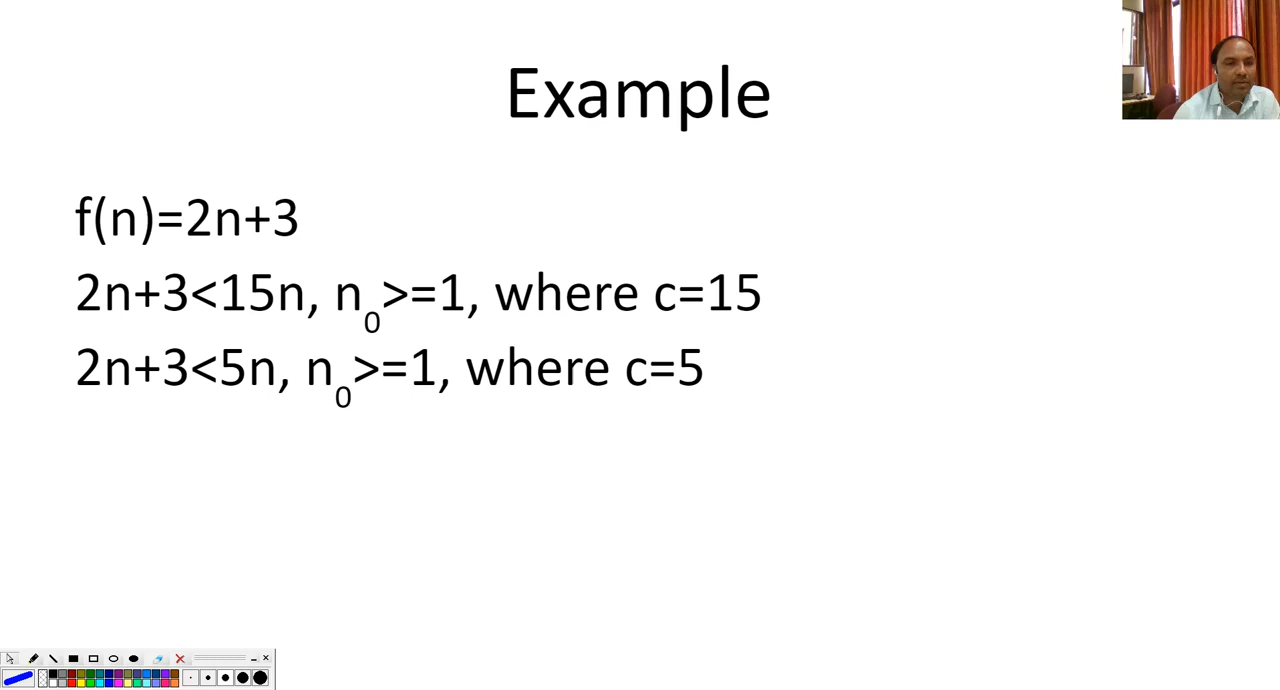 Example
f(n)=2n+3
2n+3<15n, n₀>=1, where c=15
2n+3<5n, n₀>=1, where c=5